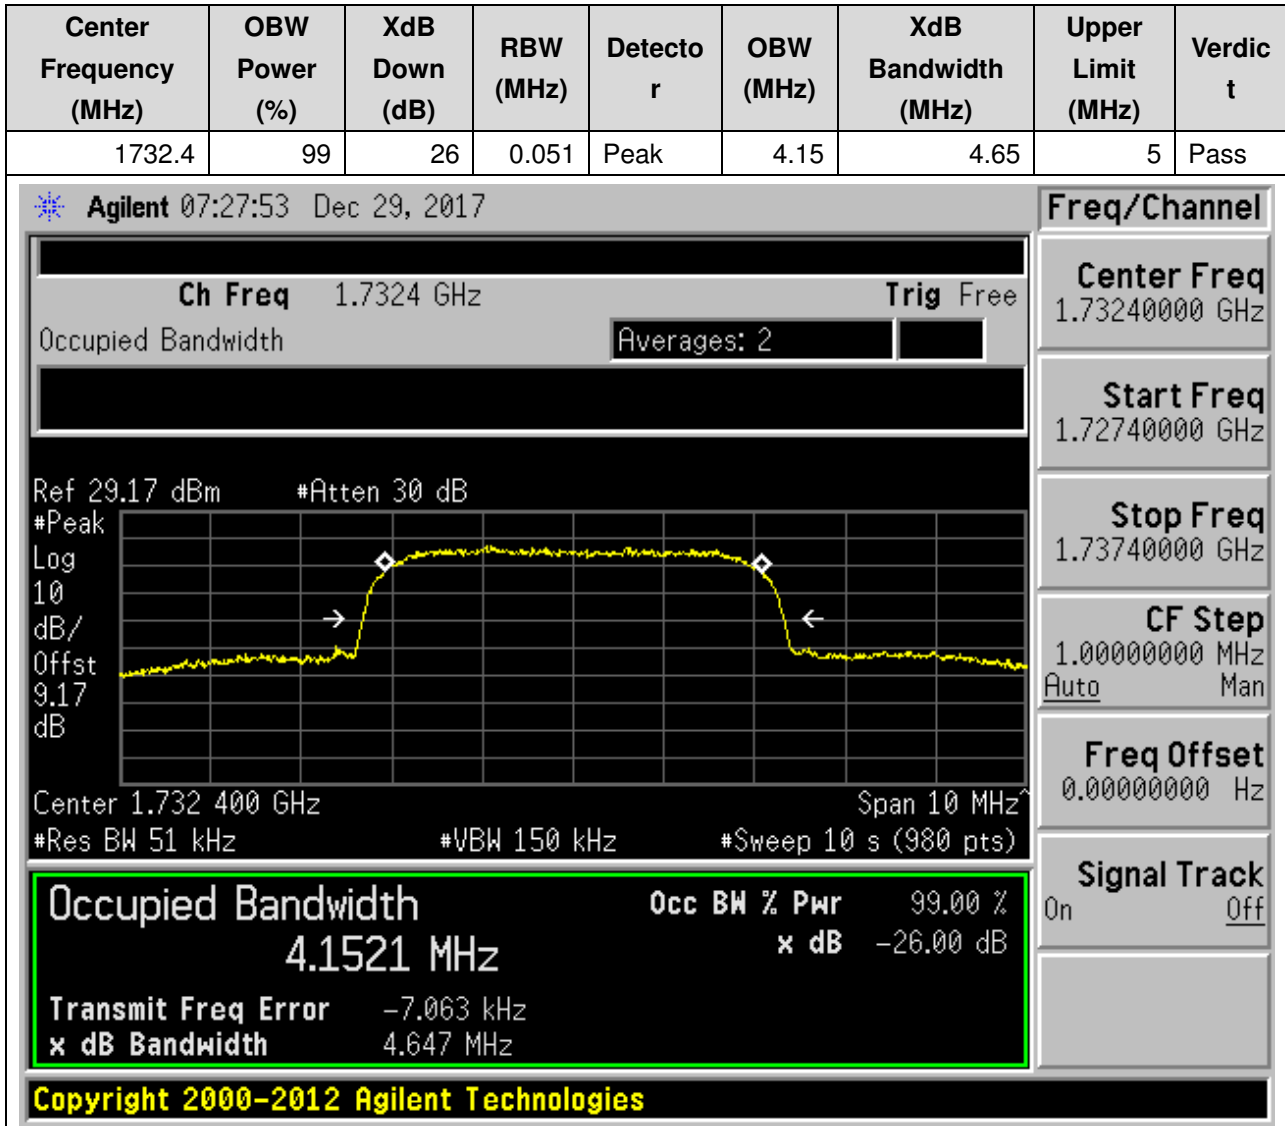 Center Frequency (MHz) OBW Power (%) XdB Down (dB) RBW (MHz) Detecto r OBW (MHz) XdB Bandwidth (MHz) Upper Limit (MHz) Verdic t
1732.4 99 26 0.051 Peak 4.15 4.65 5 Pass
Agilent 07:27:53 Dec 29, 2017
Freq/Channel
Ch Freq 1.7324 GHz Trig Free
Occupied Bandwidth Averages: 2
Center Freq
1.73240000 GHz
Start Freq
1.72740000 GHz
Stop Freq
1.73740000 GHz
CF Step
1.00000000 MHz
Auto Man
Freq Offset
0.00000000 Hz
Signal Track
On Off
Ref 29.17 dBm #Atten 30 dB
#Peak
Log
10
dB/
Offst
9.17
dB
Center 1.732 400 GHz Span 10 MHz^
#Res BW 51 kHz #VBW 150 kHz #Sweep 10 s (980 pts)
Occupied Bandwidth Occ BW % Pwr 99.00 %
4.1521 MHz x dB -26.00 dB
Transmit Freq Error -7.063 kHz
x dB Bandwidth 4.647 MHz
Copyright 2000-2012 Agilent Technologies